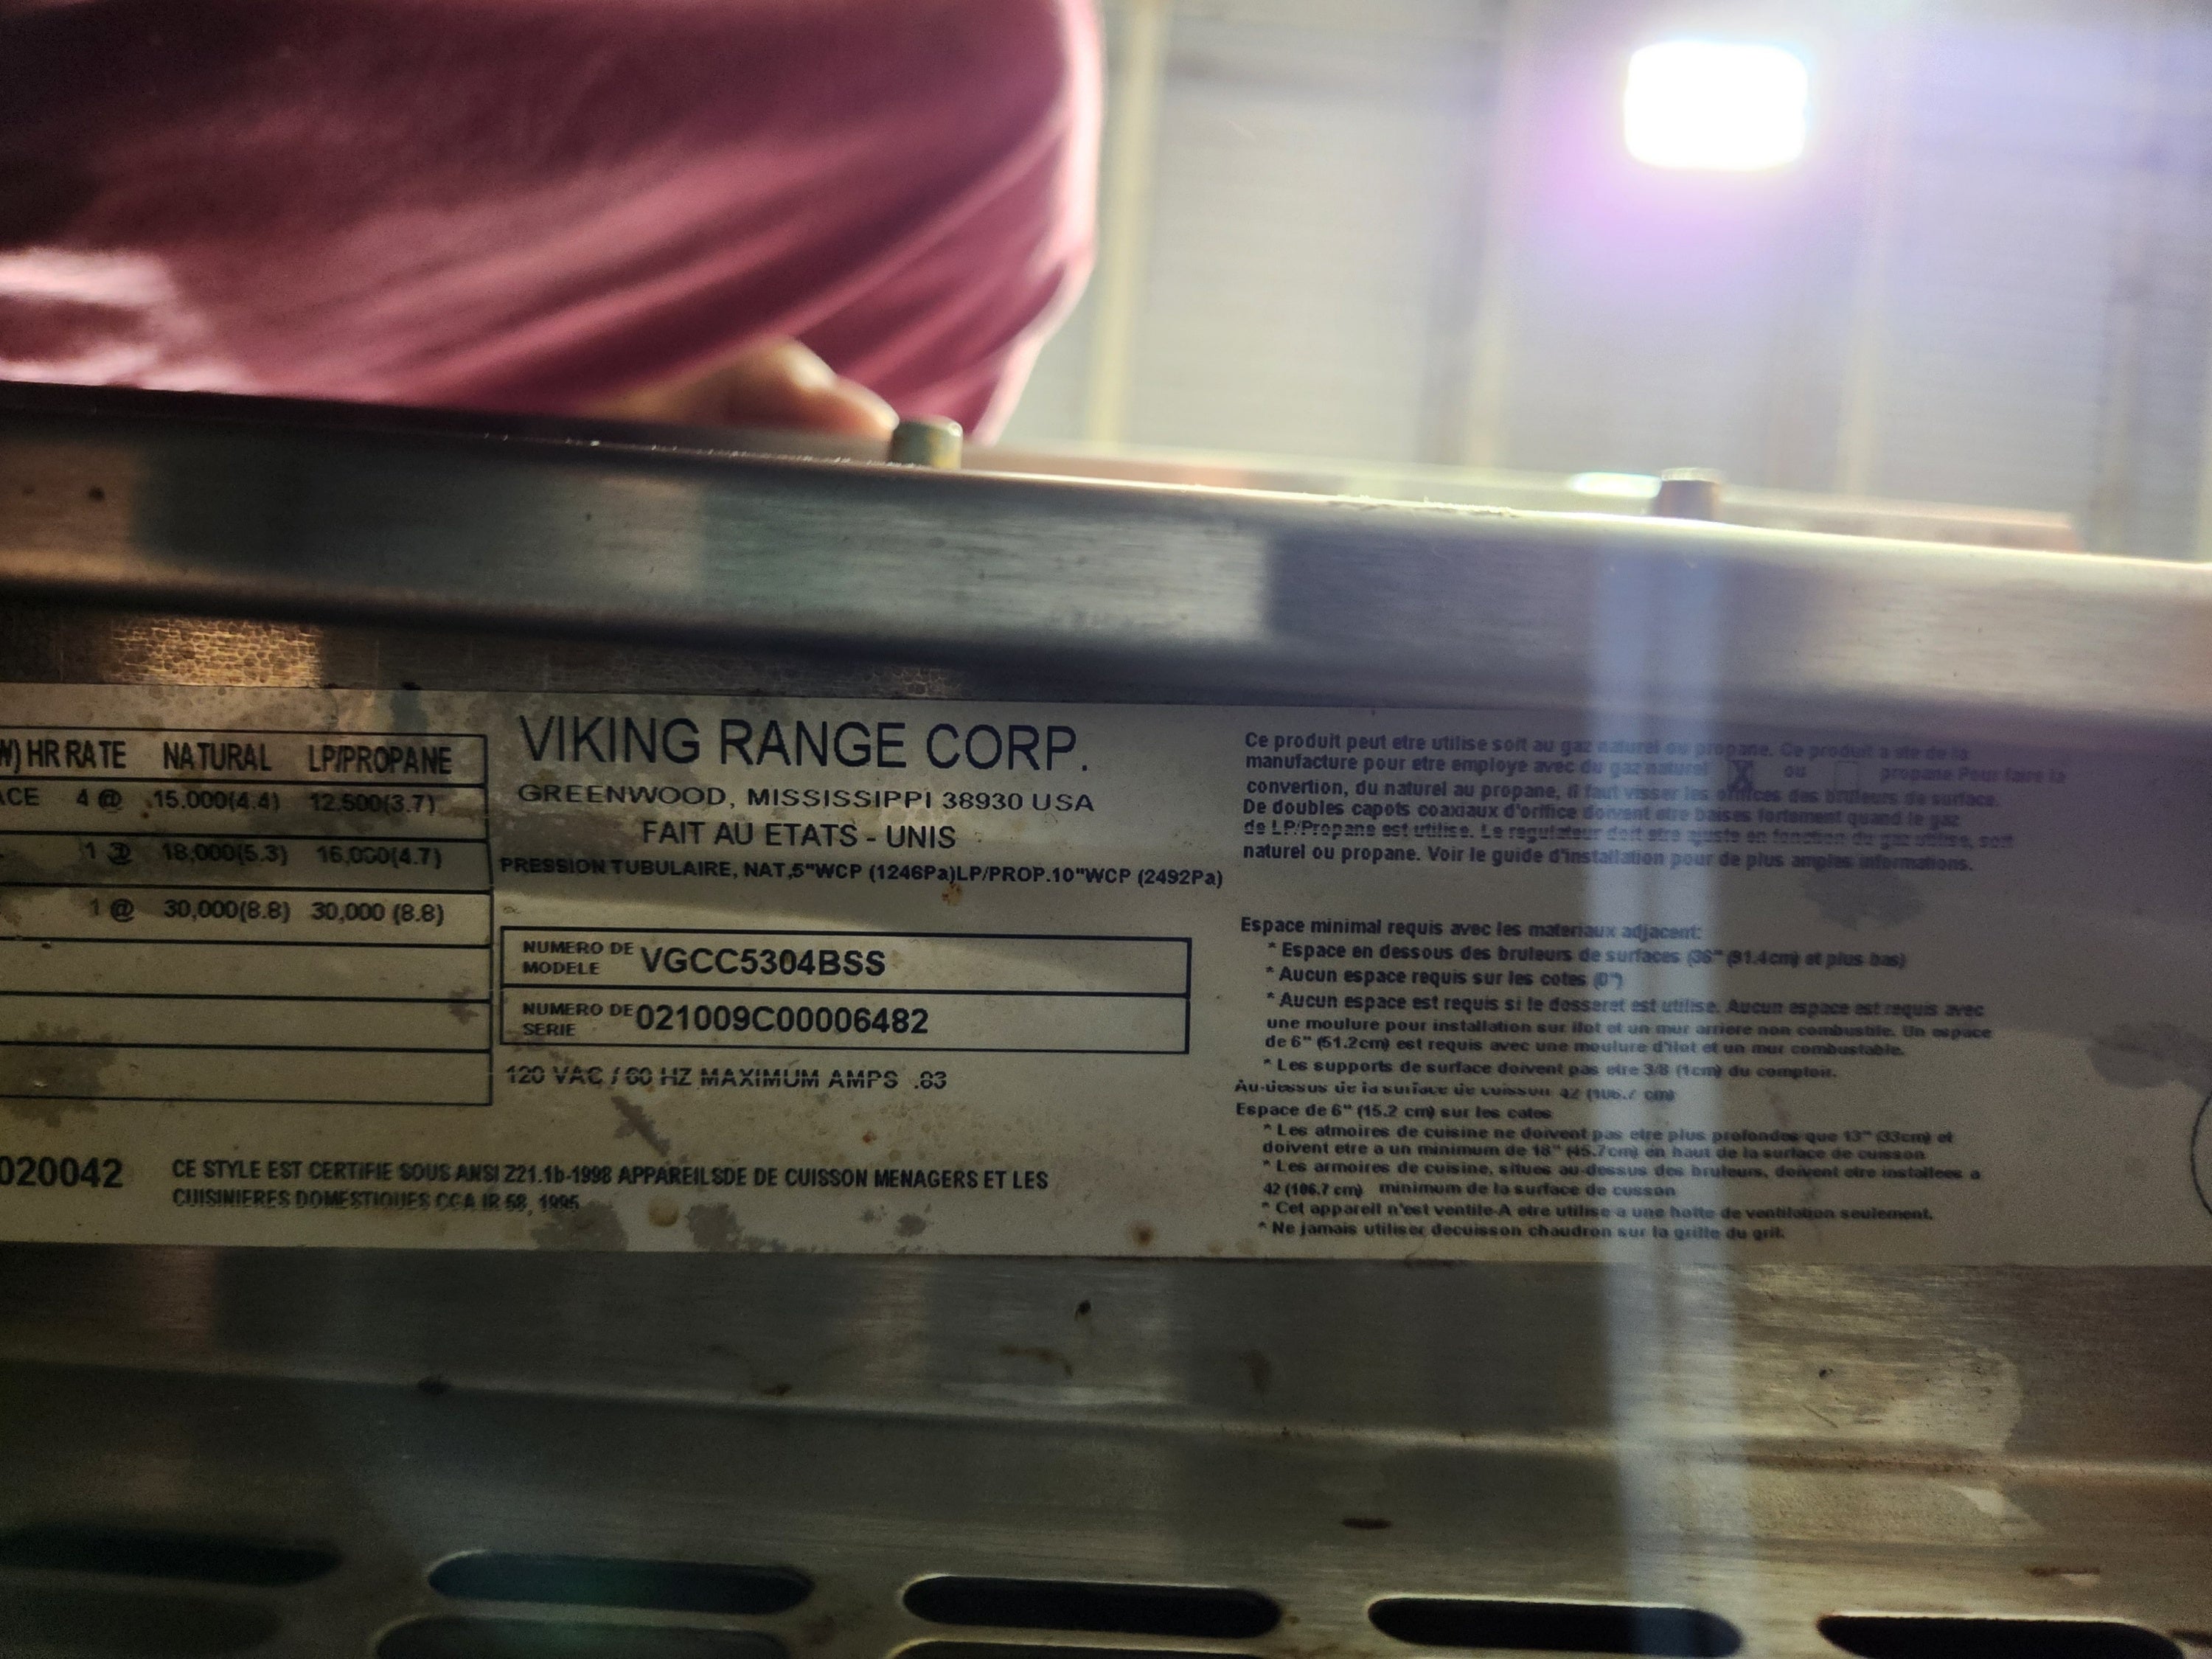 W) HR RATE NATURAL LP/PROPANE
ACE 4 @ 15.000(4.4) 12,500(3.7)
1 @ 18,000(5.3) 16,000(4.7)
1 @ 30,000(8.8) 30,000 (8.8)
020042
VIKING RANGE CORP.
GREENWOOD, MISSISSIPPI 38930 USA
FAIT AU ETATS - UNIS
PRESSION TUBULAIRE, NAT,5"WCP (1246Pa)LP/PROP.10"WCP (2492Pa)
NUMERO DE MODELE VGCC5304BSS
NUMERO DE SERIE 021009C00006482
120 VAC / 60 HZ MAXIMUM AMPS .83
CE STYLE EST CERTIFIE SOUS ANSI Z21.1b-1998 APPAREILSDE DE CUISSON MENAGERS ET LES
CUISINIERES DOMESTIQUES CGA IR 58, 1995
Ce produit peut etre utilise soit au gaz naturel ou propane. Ce produit a ete de la
manufacture pour etre employe avec du gaz naturel ☒ ou ☐ propane Pour faire la
convertion, du naturel au propane, il faut visser les orifices des bruleurs de surface.
De doubles capots coaxiaux d'orifice doivent etre baises fortement quand le gaz
de LP/Propane est utilise. Le regulateur doit etre ajuste en fonction du gaz utilise, soit
naturel ou propane. Voir le guide d'installation pour de plus amples informations.
Espace minimal requis avec les materiaux adjacent:
* Espace en dessous des bruleurs de surfaces (36" (91.4cm) et plus bas)
* Aucun espace requis sur les cotes (0")
* Aucun espace est requis si le dosseret est utilise. Aucun espace est requis avec
une moulure pour installation sur ilot et un mur arriere non combustile. Un espace
de 6" (51.2cm) est requis avec une moulure d'ilot et un mur combustable.
* Les supports de surface doivent pas etre 3/8 (1cm) du comptoir.
Au-dessus de la surface de cuisson 42 (106.7 cm)
Espace de 6" (15.2 cm) sur les cotes
* Les atmoires de cuisine ne doivent pas etre plus profondes que 13" (33cm) et
doivent etre a un minimum de 18" (45.7cm) en haut de la surface de cuisson
* Les armoires de cuisine, situes au-dessus des bruleurs, doivent etre installees a
42 (106.7 cm) minimum de la surface de cusson
* Cet appareil n'est ventile-A etre utilise a une hotte de ventilation seulement.
* Ne jamais utiliser decuisson chaudron sur la grille du gril.